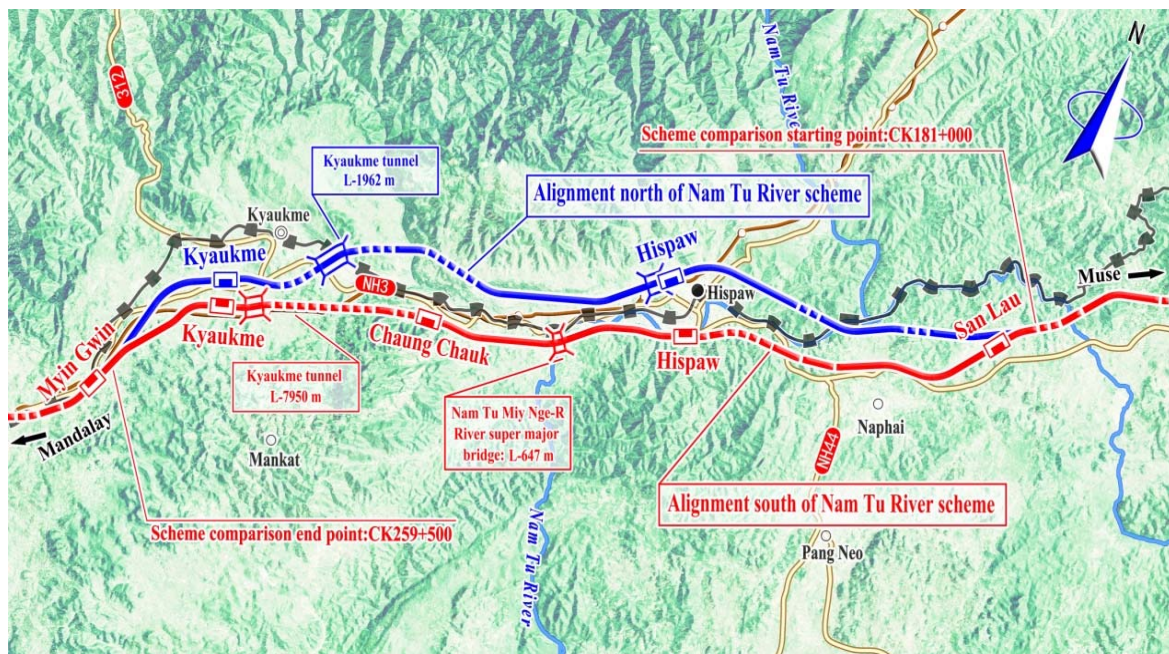 N
312
Nam Tu River
Scheme comparison starting point:CK181+000
Kyaukme tunnel
L-1962 m
Alignment north of Nam Tu River scheme
Kyaukme
Kyaukme
Hispaw
NH3
Hispaw
Muse
San Lau
Kyaukme
Chaung Chauk
Hispaw
Myin Gwin
Mandalay
Kyaukme tunnel
L-7950 m
Nam Tu Miy Nge-R
River super major
bridge: L-647 m
Mankat
Naphai
NH44
Alignment south of Nam Tu River scheme
Scheme comparison end point:CK259+500
Nam Tu River
Pang Neo